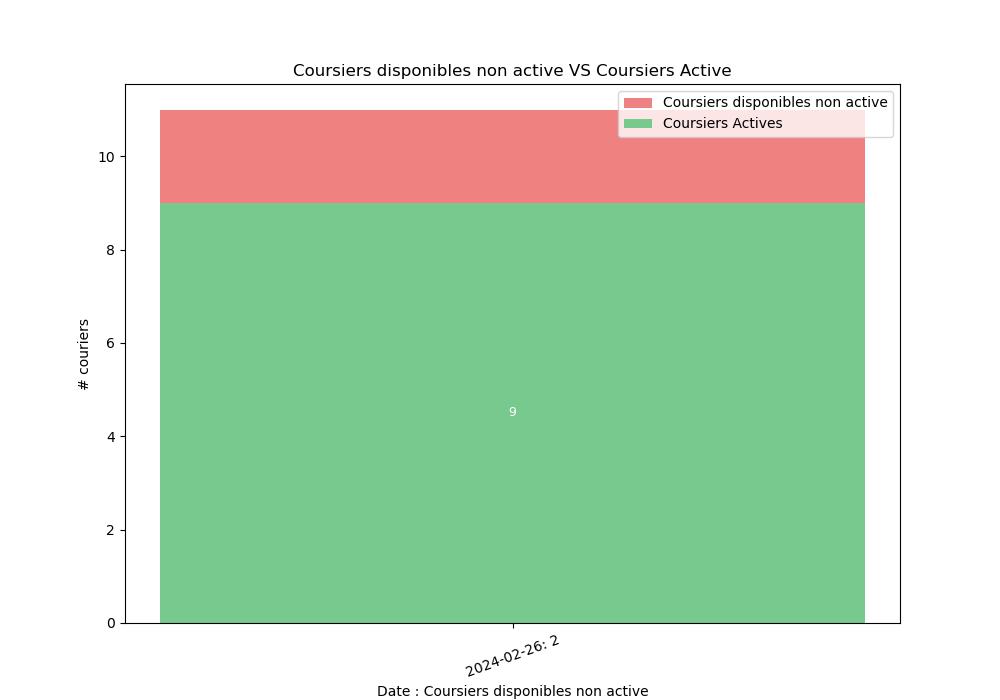 Coursiers disponibles non active VS Coursiers Active
Coursiers disponibles non active
Coursiers Actives
10
8
6
4
2
0
# couriers
9
2024-02-26: 2
Date : Coursiers disponibles non active